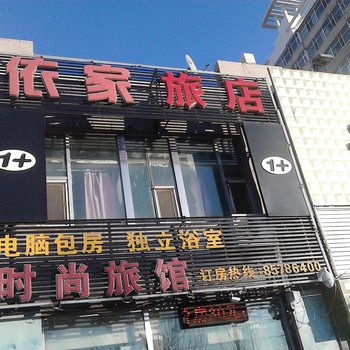 依家旅店
1+
1+
电脑包房 独立浴室
时尚旅馆 订房热线:85786400